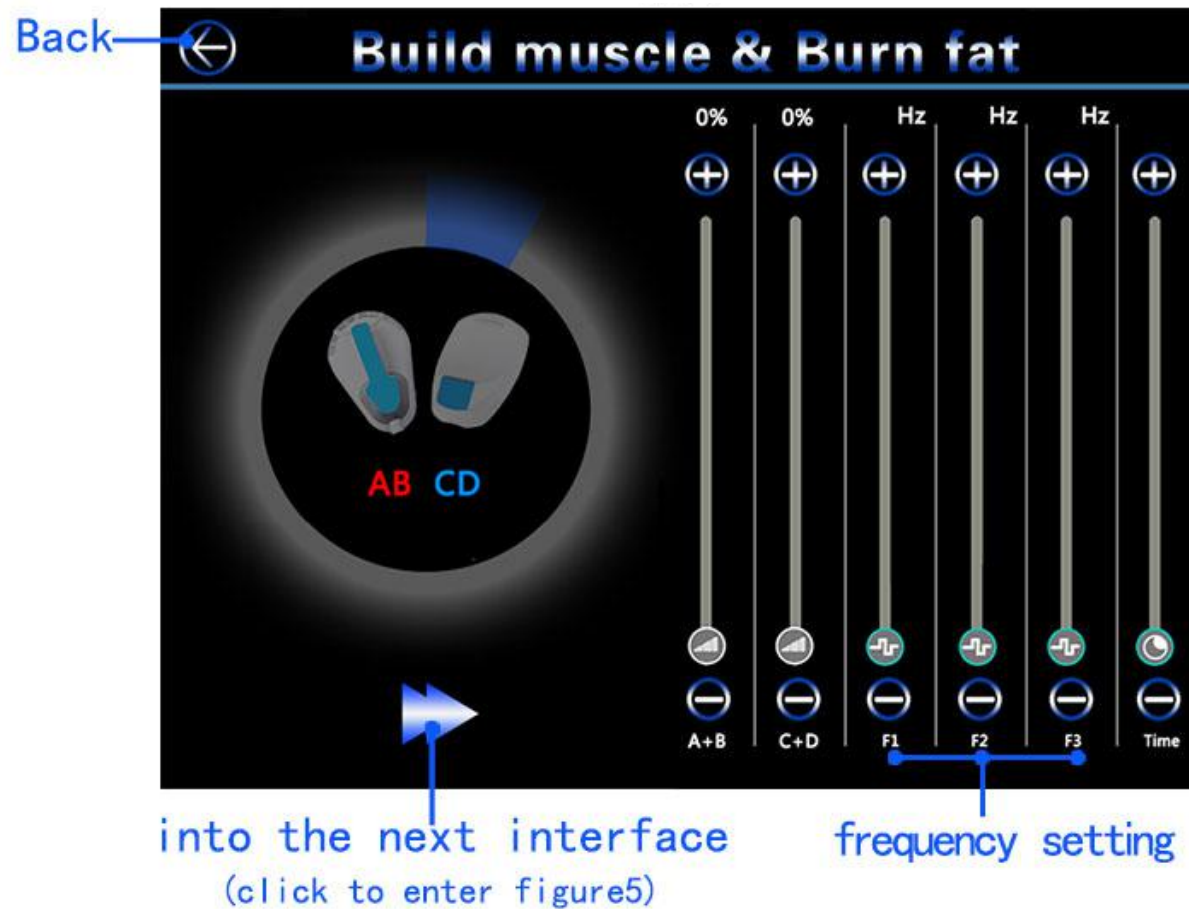 Back
Build muscle & Burn fat
0% 0% Hz Hz Hz
AB CD
A+B C+D F1 F2 F3 Time
into the next interface
(click to enter figure5)
frequency setting